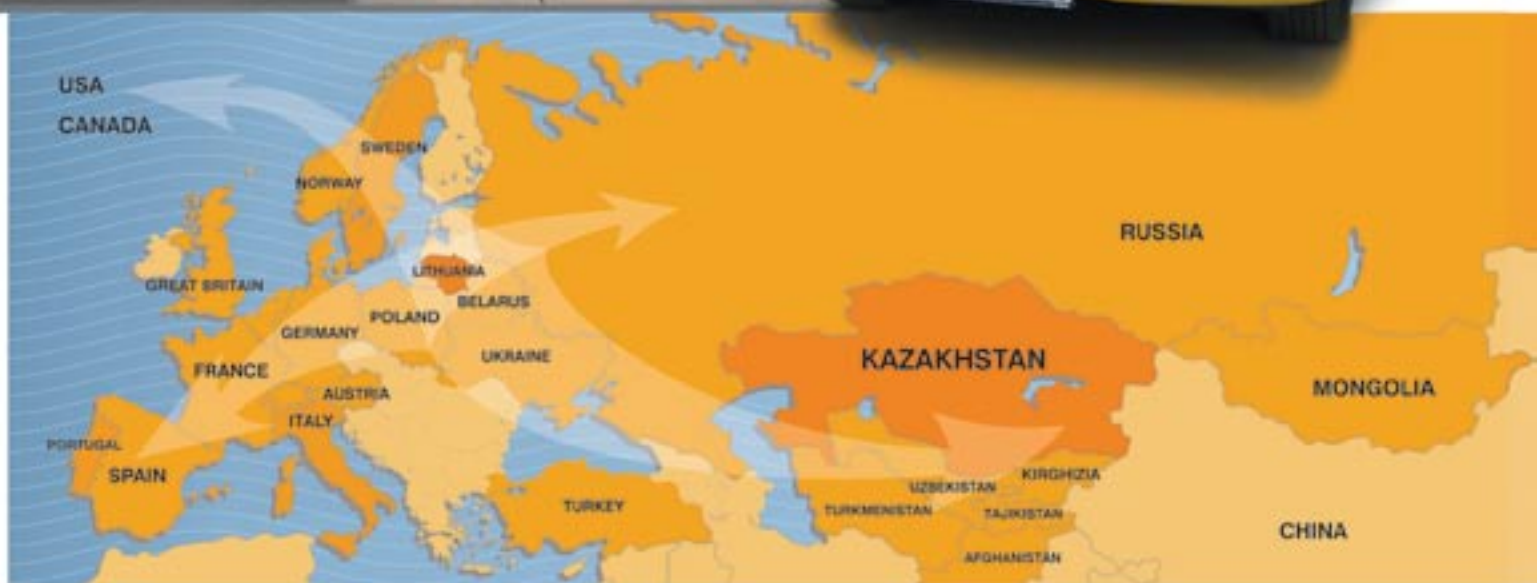 USA
CANADA
SWEDEN
NORWAY
RUSSIA
LITHUANIA
GREAT BRITAIN
BELARUS
POLAND
GERMANY
UKRAINE
FRANCE
KAZAKHSTAN
MONGOLIA
AUSTRIA
ITALY
PORTUGAL
SPAIN
KIRGHIZIA
UZBEKISTAN
TURKEY
TURKMENISTAN
TAJIKISTAN
CHINA
AFGHANISTAN